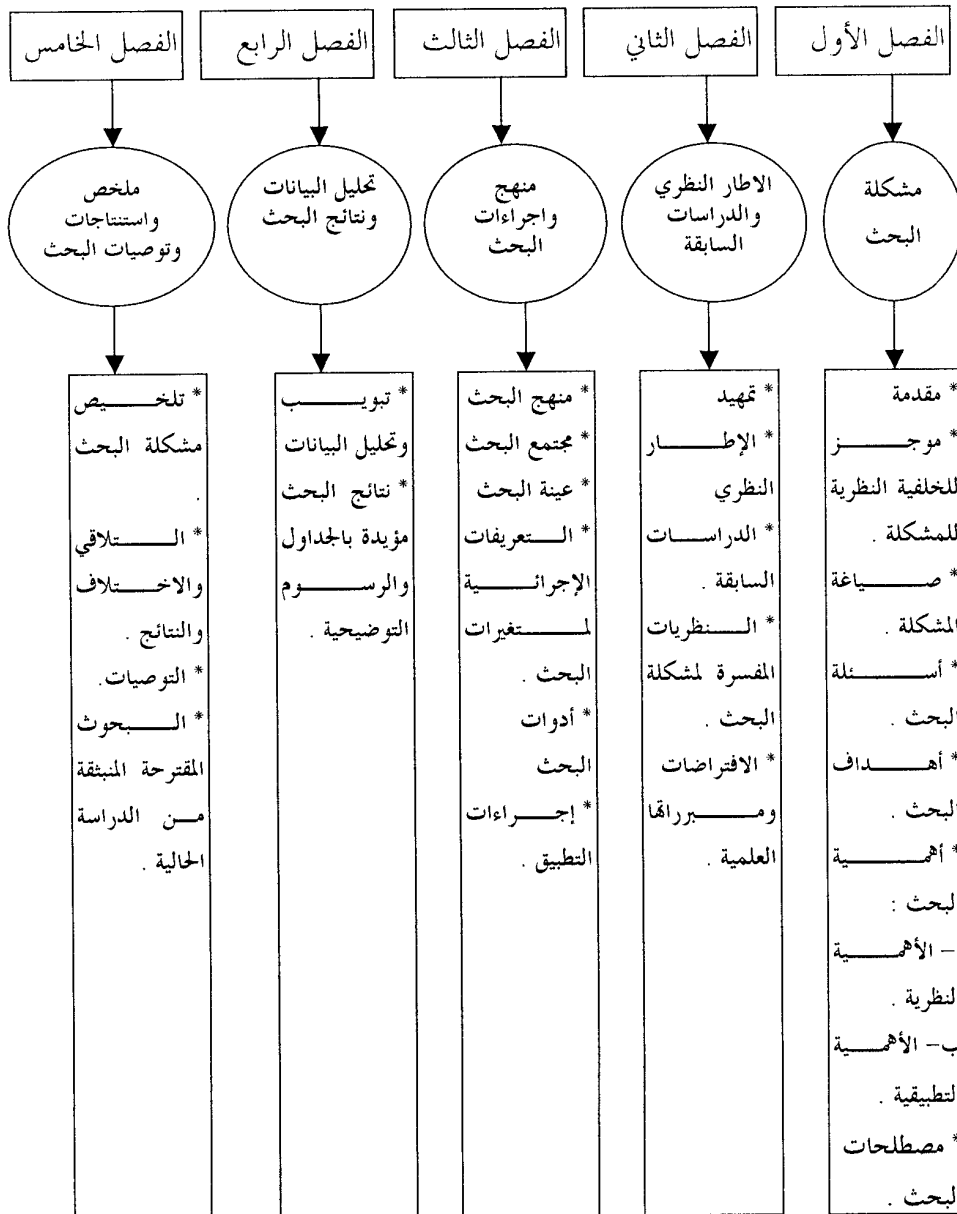 الفصل الأول
مشكلة
البحث
* مقدمة
* موجز
للخلفية النظرية
للمشكلة .
* صياغة
المشكلة .
* أسئلة
البحث .
* أهداف
البحث .
* أهمية
البحث :
– الأهمية
النظرية .
ب– الأهمية
التطبيقية .
* مصطلحات
البحث .
الفصل الثاني
الاطار النظري
والدراسات
السابقة
* تمهيد
* الإطار
النظري
* الدراسات
السابقة .
* النظريات
المفسرة لمشكلة
البحث .
* الافتراضات
ومبرراتها
العلمية .
الفصل الثالث
منهج
واجراءات
البحث
* منهج البحث
* مجتمع البحث
* عينة البحث
* التعريفات
الإجرائية
لمتغيرات
البحث .
* أدوات
البحث
* إجراءات
التطبيق .
الفصل الرابع
تحليل البيانات
ونتائج البحث
* تبويب
وتحليل البيانات
* نتائج البحث
مؤيدة بالجداول
والرسوم
التوضيحية .
الفصل الخامس
ملخص
واستنتاجات
وتوصيات البحث
* تلخيص
مشكلة البحث
.
* التلاقي
والاختلاف
والنتائج .
* التوصيات.
* البحوث
المقترحة المنبثقة
من الدراسة
الحالية .